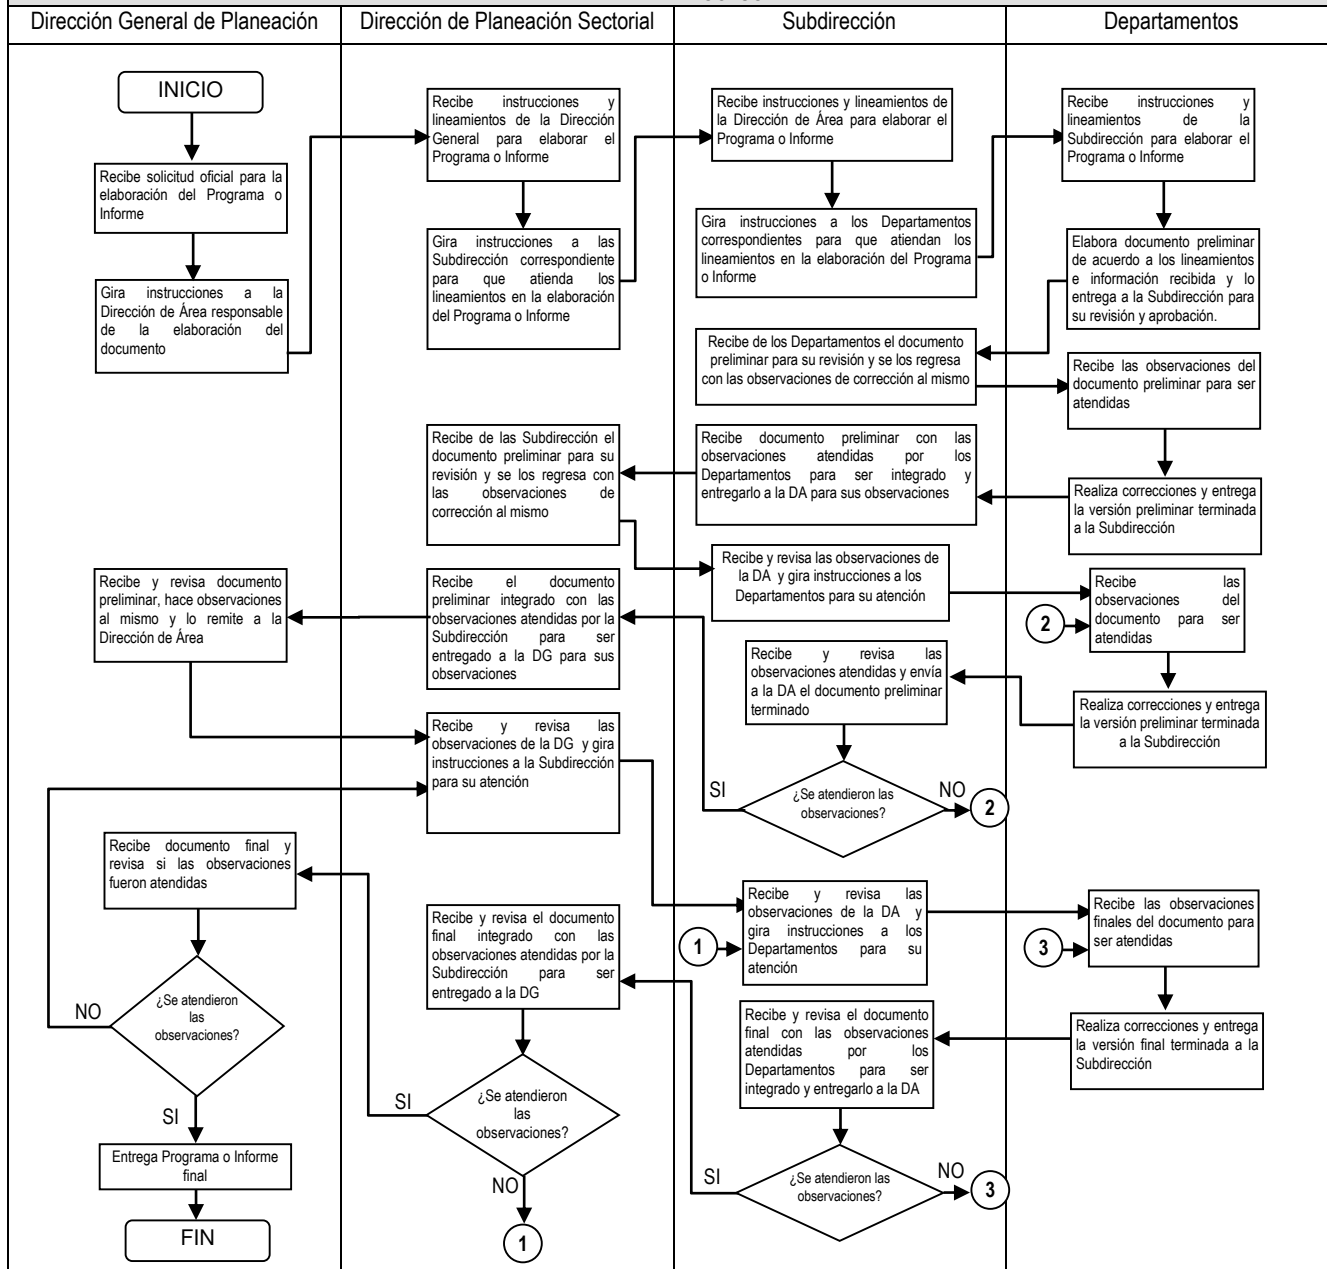 Dirección General de Planeación
Dirección de Planeación Sectorial
Subdirección
Departamentos
INICIO
Recibe solicitud oficial para la
elaboración del Programa o
Informe
Gira instrucciones a la
Dirección de Área responsable
de la elaboración del
documento
Recibe instrucciones y
lineamientos de la Dirección
General para elaborar el
Programa o Informe
Gira instrucciones a las
Subdirección correspondiente
para que atienda los
lineamientos en la elaboración
del Programa o Informe
Recibe instrucciones y lineamientos de
la Dirección de Área para elaborar el
Programa o Informe
Gira instrucciones a los Departamentos
correspondientes para que atiendan los
lineamientos en la elaboración del Programa
o Informe
Recibe instrucciones y
lineamientos de la
Subdirección para elaborar el
Programa o Informe
Elabora documento preliminar
de acuerdo a los lineamientos
e información recibida y lo
entrega a la Subdirección para
su revisión y aprobación.
Recibe de los Departamentos el documento
preliminar para su revisión y se los regresa
con las observaciones de corrección al mismo
Recibe las observaciones del
documento preliminar para ser
atendidas
Realiza correcciones y entrega
la versión preliminar terminada
a la Subdirección
Recibe documento preliminar con las
observaciones atendidas por los
Departamentos para ser integrado y
entregarlo a la DA para sus observaciones
Recibe de las Subdirección el
documento preliminar para su
revisión y se los regresa con
las observaciones de
corrección al mismo
Recibe y revisa las observaciones de
la DA y gira instrucciones a los
Departamentos para su atención
Recibe las
observaciones del
documento para ser
atendidas
2
Realiza correcciones y entrega
la versión preliminar terminada
a la Subdirección
Recibe y revisa las
observaciones atendidas y envía
a la DA el documento preliminar
terminado
¿Se atendieron las
observaciones?
SI
NO
2
Recibe el documento
preliminar integrado con las
observaciones atendidas por la
Subdirección para ser
entregado a la DG para sus
observaciones
Recibe y revisa documento
preliminar, hace observaciones
al mismo y lo remite a la
Dirección de Área
Recibe y revisa las
observaciones de la DG y gira
instrucciones a la Subdirección
para su atención
Recibe y revisa las
observaciones de la DA y
gira instrucciones a los
Departamentos para su
atención
1
Recibe las observaciones
finales del documento para
ser atendidas
3
Realiza correcciones y entrega
la versión final terminada a la
Subdirección
Recibe y revisa el documento
final con las observaciones
atendidas por los
Departamentos para ser
integrado y entregarlo a la DA
¿Se atendieron las
observaciones?
SI
NO
3
Recibe y revisa el documento
final integrado con las
observaciones atendidas por la
Subdirección para ser
entregado a la DG
¿Se atendieron
las
observaciones?
SI
NO
1
Recibe documento final y
revisa si las observaciones
fueron atendidas
¿Se atendieron
las
observaciones?
NO
SI
Entrega Programa o Informe
final
FIN